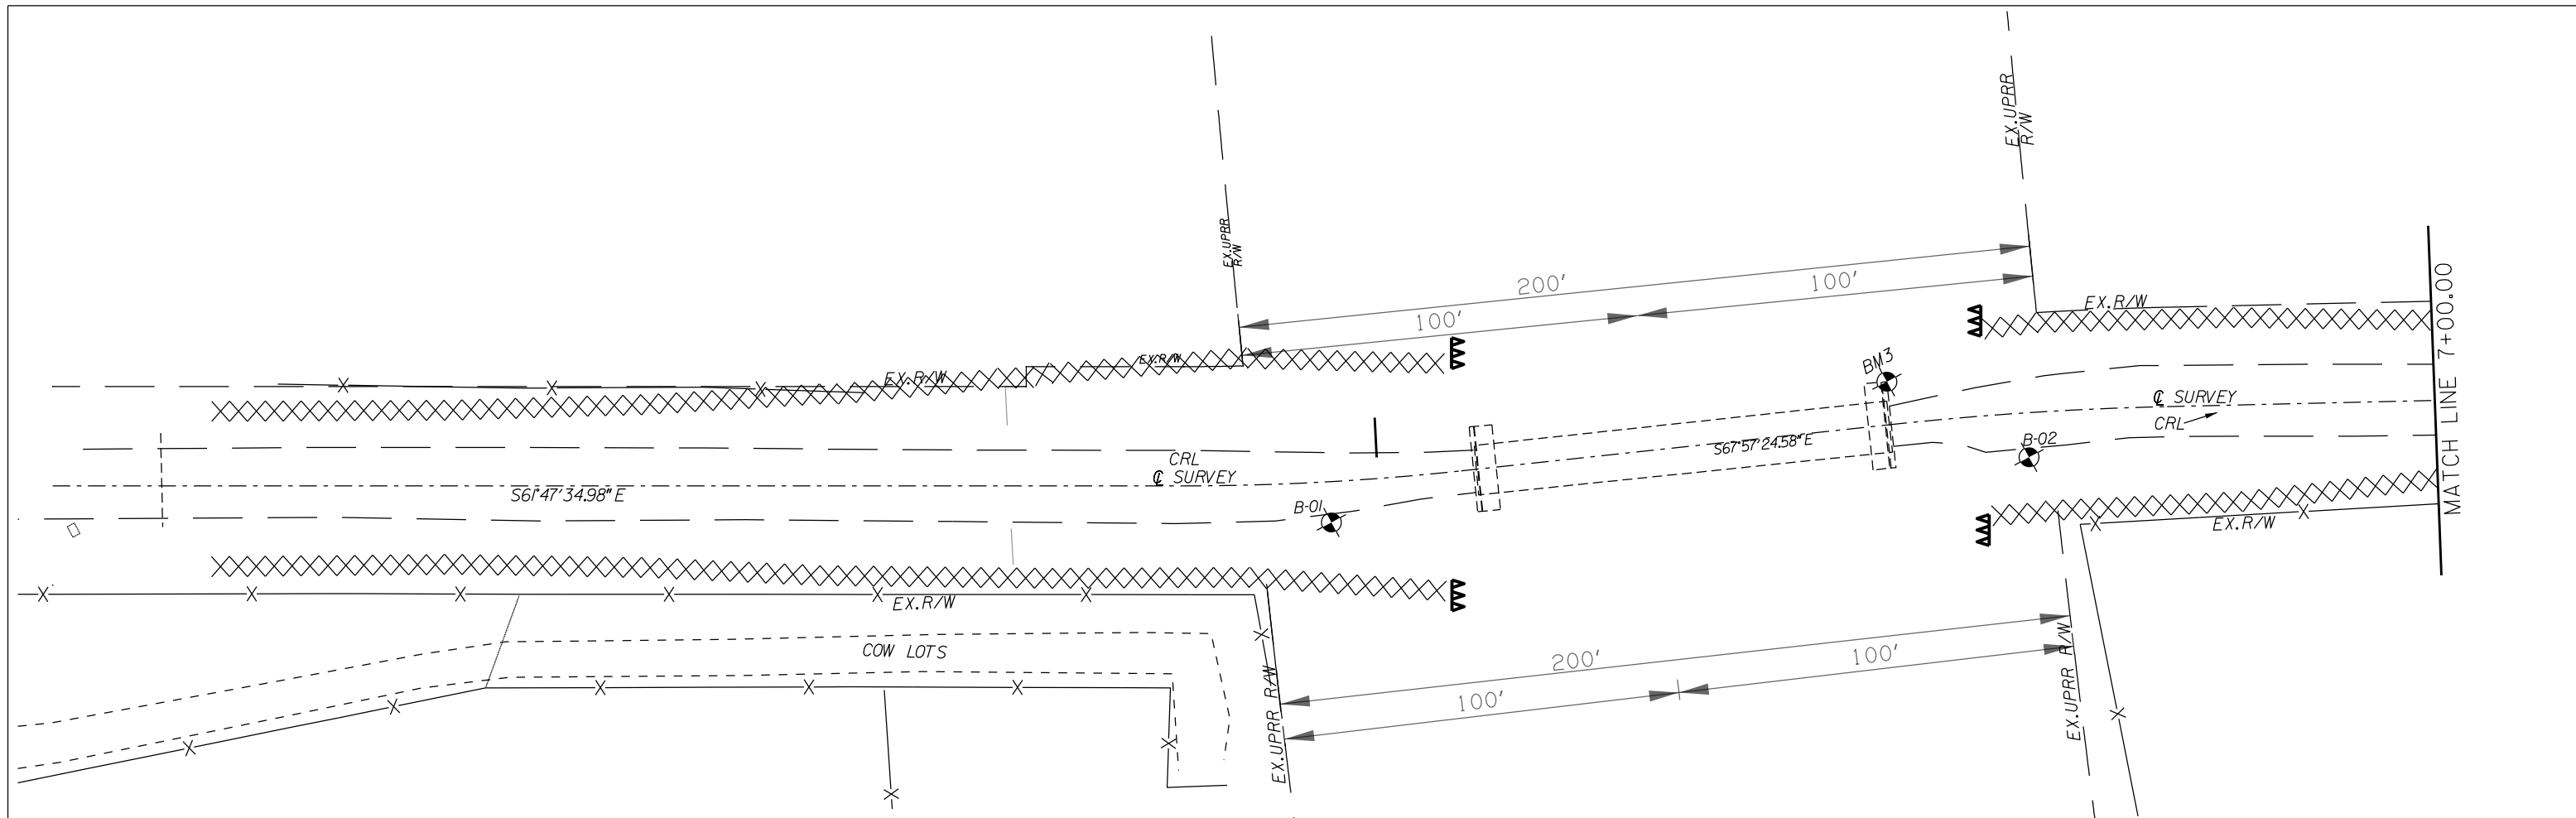 EX.UPRR
R/W
EX.UPRR
R/W
200'
100'
100'
EX.R/W
EX.R/W
EX.R/W
BM3
℄ SURVEY
CRL
MATCH LINE 7+00.00
CRL
℄ SURVEY
S67°57'24.58"E
B-02
S61°47'34.98"E
B-01
EX.R/W
EX.R/W
COW LOTS
200'
100'
100'
EX.UPRR R/W
EX.UPRR R/W